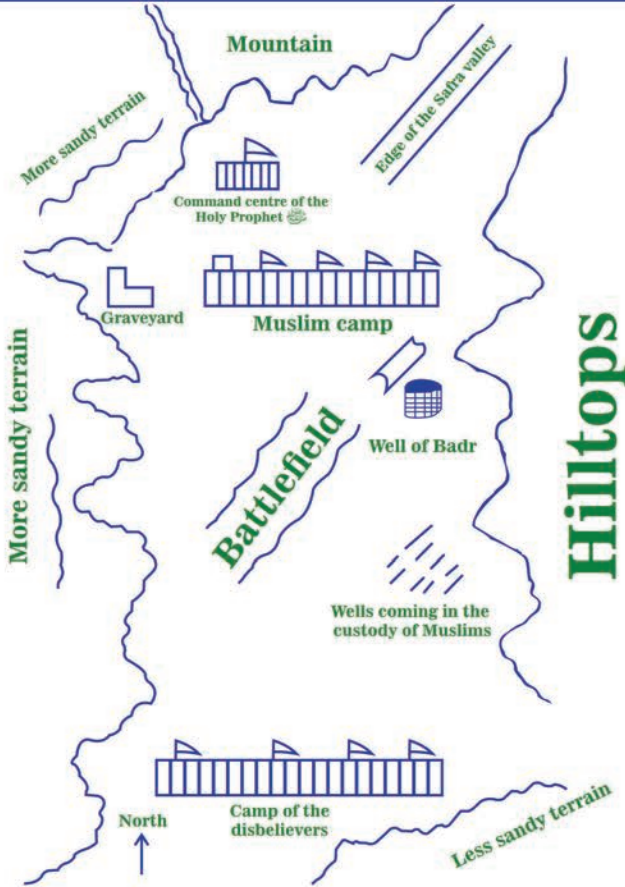 Mountain
More sandy terrain
Edge of the Safra valley
Command centre of the
Holy Prophet ﷺ
Graveyard
Muslim camp
More sandy terrain
Hilltops
Battlefield
Well of Badr
Wells coming in the
custody of Muslims
Camp of the
disbelievers
North
Less sandy terrain